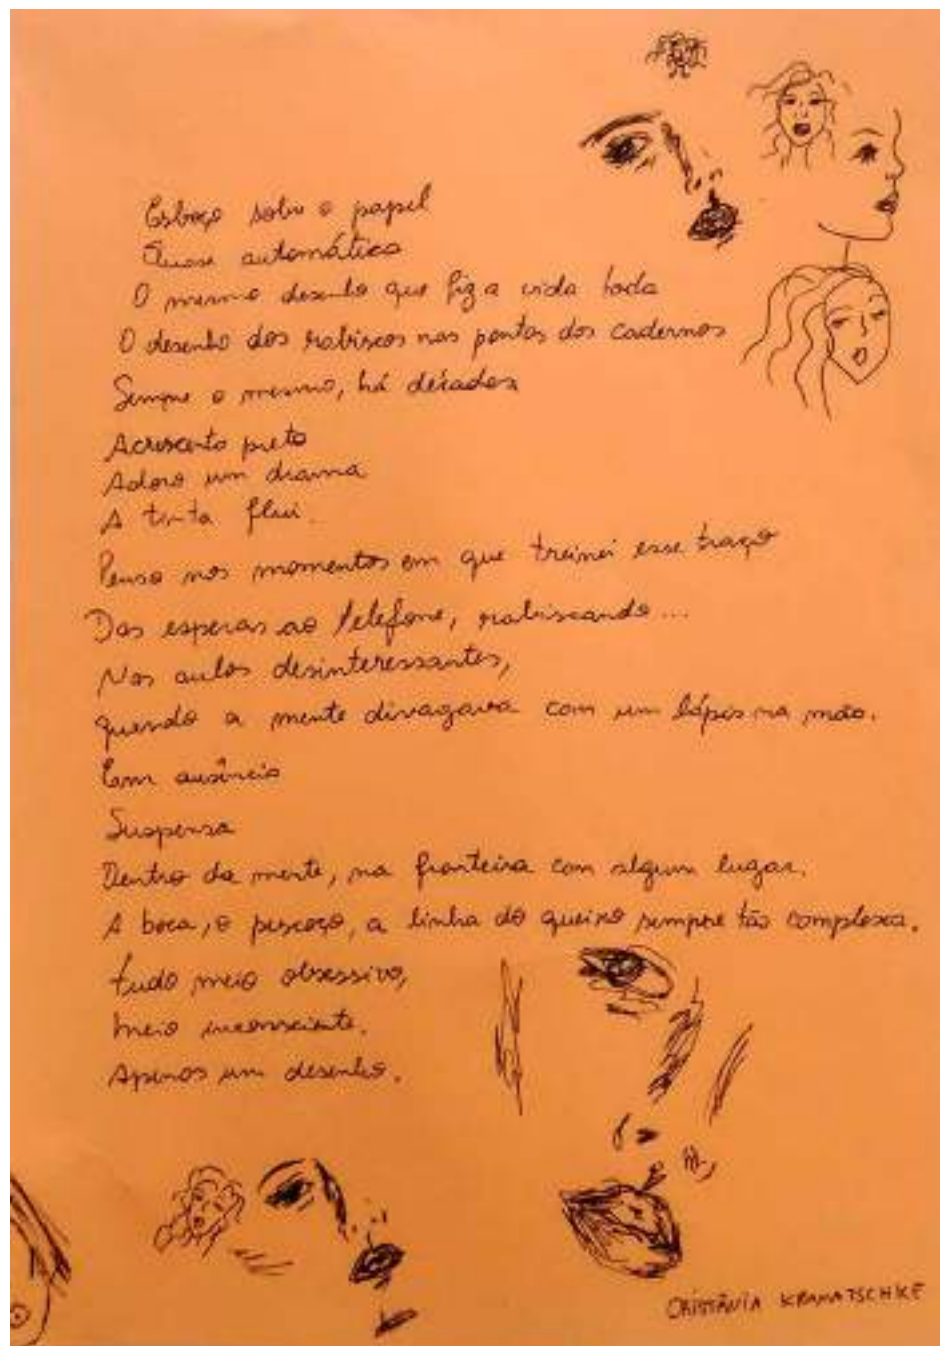 Esboço sobre o papel
Quase automático
O mesmo desenho que fiz a vida toda
O desenho dos rabiscos nas pontas dos cadernos
Sempre o mesmo, há décadas
Acrescento preto
Adoro um drama
A tinta flui.
Penso nos momentos em que treinei esse traço
Das esperas ao telefone, rabiscando...
Nas aulas desinteressantes,
quando a mente divagava com um lápis na mão.
Em ausência
Suspensa
Dentro da mente, na fronteira com algum lugar.
A boca, o pescoço, a linha do queixo sempre tão complexa.
tudo meio obsessivo,
meio inconsciente.
Apenas um desenho.
CRISTÂNIA KRAMATSCHKE